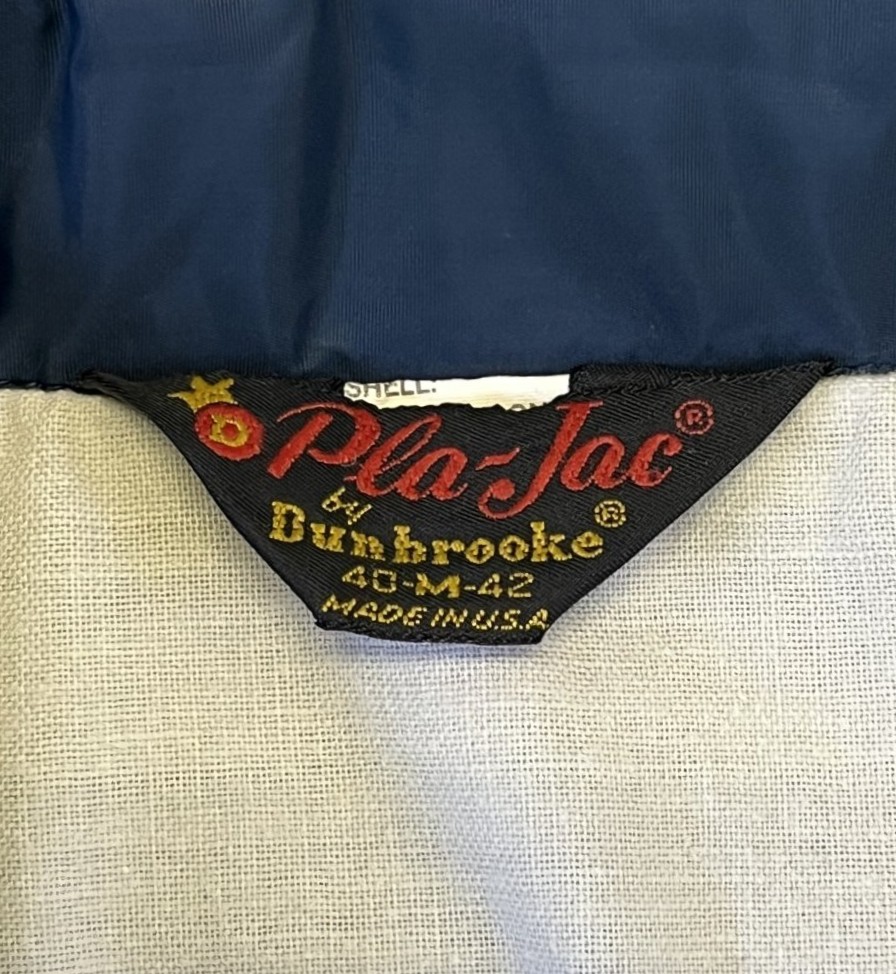 SHELL:
D
Pla-Jac®
by
Dunbrooke®
40-M-42
MADE IN U.S.A